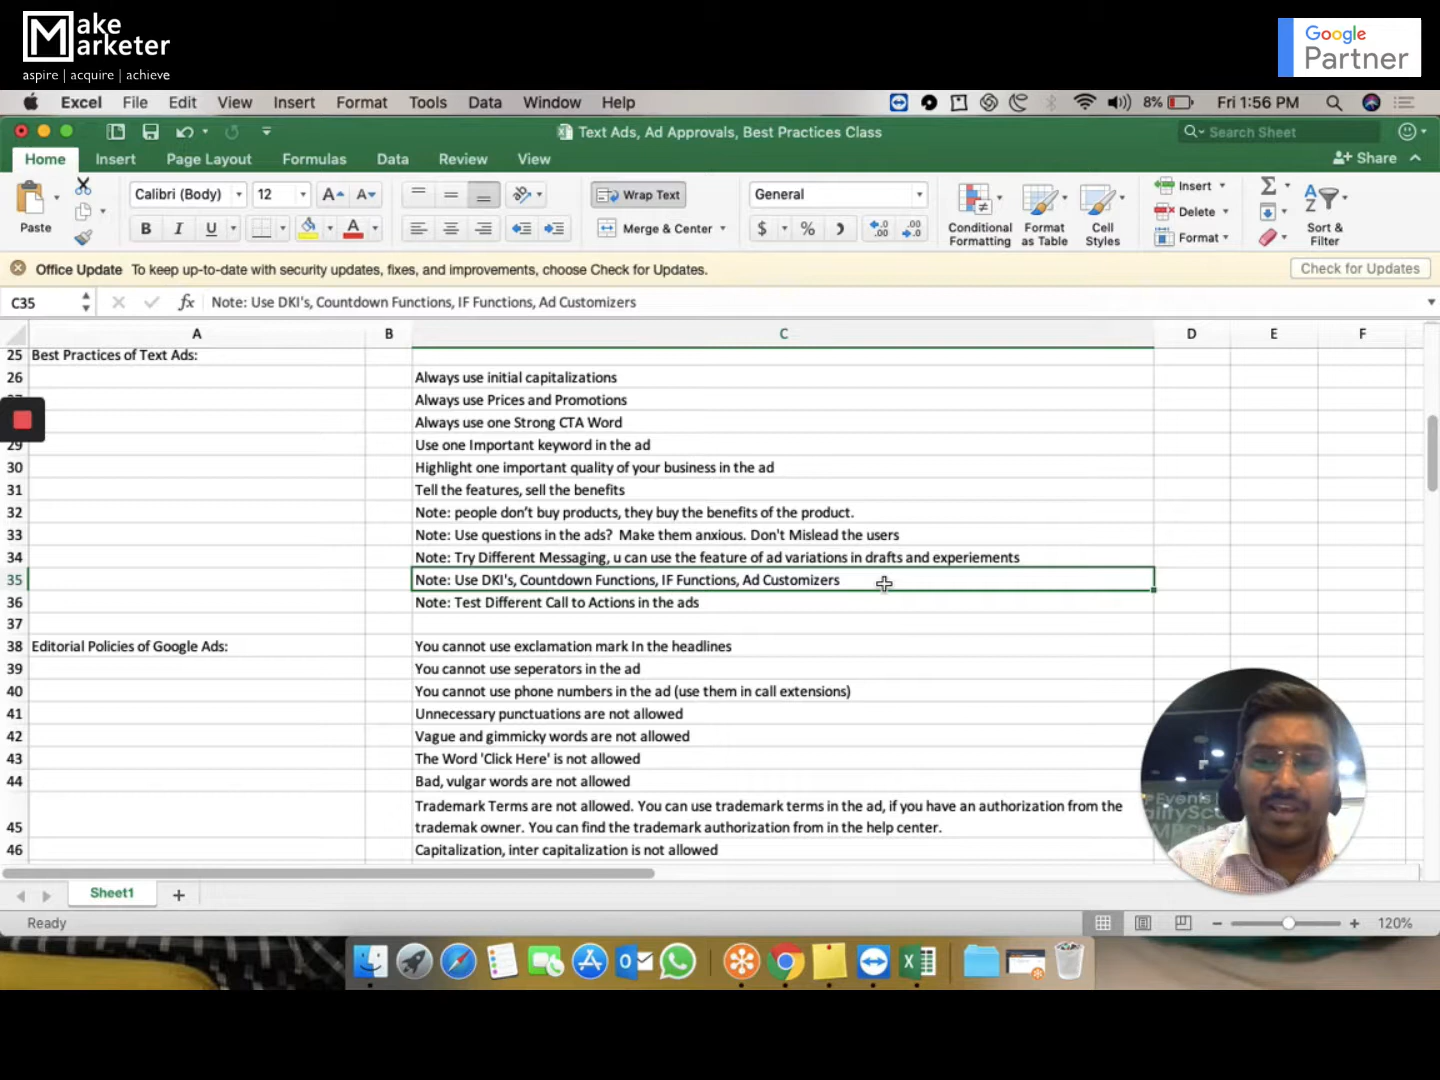 Make Marketer
aspire | acquire | achieve
Google
Partner
Excel File Edit View Insert Format Tools Data Window Help 8% Fri 1:56 PM
Text Ads, Ad Approvals, Best Practices Class
Search Sheet
Home Insert Page Layout Formulas Data Review View Share
Paste
Calibri (Body) 12
Wrap Text
General
Insert
Delete
Format
B I U
Merge & Center
$ %
Conditional Formatting
Format as Table
Cell Styles
Sort & Filter
Office Update To keep up-to-date with security updates, fixes, and improvements, choose Check for Updates.
Check for Updates
C35 fx Note: Use DKI's, Countdown Functions, IF Functions, Ad Customizers
A B C D E F
25 Best Practices of Text Ads:
26 Always use initial capitalizations
Always use Prices and Promotions
Always use one Strong CTA Word
29 Use one Important keyword in the ad
30 Highlight one important quality of your business in the ad
31 Tell the features, sell the benefits
32 Note: people don't buy products, they buy the benefits of the product.
33 Note: Use questions in the ads?  Make them anxious. Don't Mislead the users
34 Note: Try Different Messaging, u can use the feature of ad variations in drafts and experiements
35 Note: Use DKI's, Countdown Functions, IF Functions, Ad Customizers
36 Note: Test Different Call to Actions in the ads
37
38 Editorial Policies of Google Ads: You cannot use exclamation mark In the headlines
39 You cannot use seperators in the ad
40 You cannot use phone numbers in the ad (use them in call extensions)
41 Unnecessary punctuations are not allowed
42 Vague and gimmicky words are not allowed
43 The Word 'Click Here' is not allowed
44 Bad, vulgar words are not allowed
Trademark Terms are not allowed. You can use trademark terms in the ad, if you have an authorization from the
45 trademak owner. You can find the trademark authorization from in the help center.
46 Capitalization, inter capitalization is not allowed
Sheet1
Ready
120%